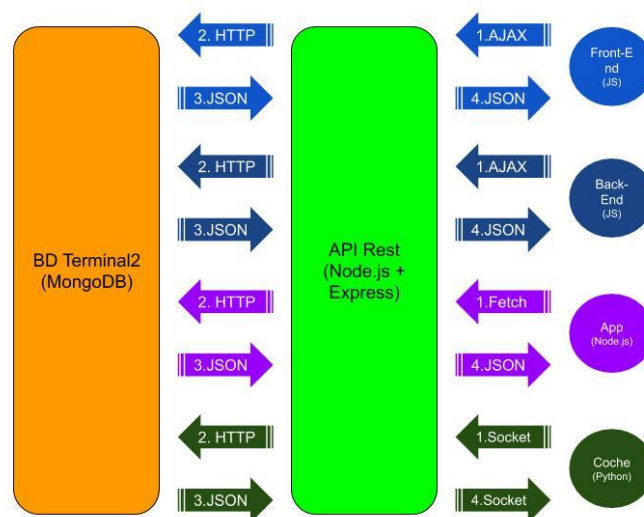 2. HTTP
1.AJAX
Front-E
nd
(JS)
3.JSON
4.JSON
2. HTTP
1.AJAX
Back-
End
(JS)
3.JSON
4.JSON
BD Terminal2
(MongoDB)
API Rest
(Node.js +
Express)
2. HTTP
1.Fetch
App
(Node.js)
3.JSON
4.JSON
2. HTTP
1.Socket
Coche
(Python)
3.JSON
4.Socket